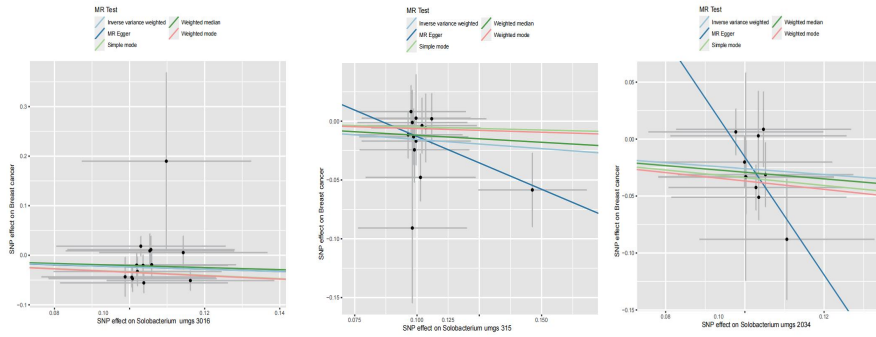 MR Test
Inverse variance weighted
Weighted median
MR Egger
Weighted mode
Simple mode
SNP effect on Breast cancer
0.3
0.2
0.1
0.0
−0.1
0.08
0.10
0.12
0.14
SNP effect on Solobacterium umgs 3016
MR Test
Inverse variance weighted
Weighted median
MR Egger
Weighted mode
Simple mode
SNP effect on Breast cancer
0.00
−0.05
−0.10
−0.15
0.075
0.100
0.125
0.150
SNP effect on Solobacterium umgs 315
MR Test
Inverse variance weighted
Weighted median
MR Egger
Weighted mode
Simple mode
SNP effect on Breast cancer
0.05
0.00
−0.05
−0.10
−0.15
0.08
0.10
0.12
SNP effect on Solobacterium umgs 2034